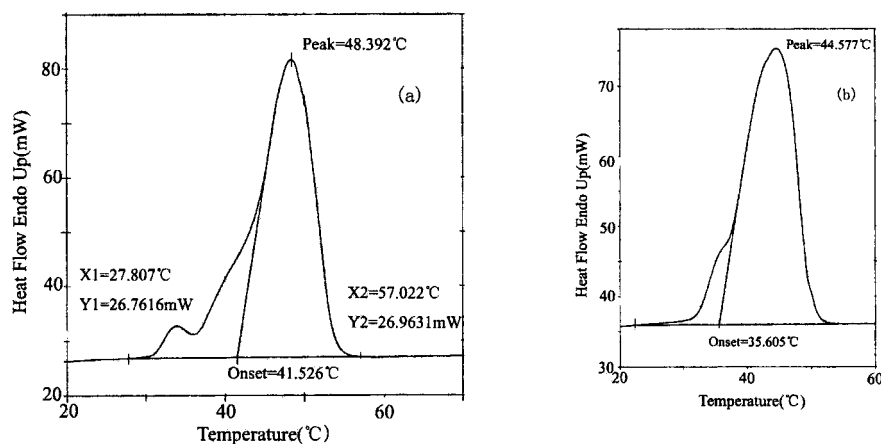 Peak=48.392℃
(a)
80
60
40
20
Heat Flow Endo Up(mW)
X1=27.807℃
Y1=26.7616mW
X2=57.022℃
Y2=26.9631mW
Onset=41.526℃
20
40
60
Temperature(℃)
Peak=44.577℃
(b)
70
60
60
50
40
30
Heat Flow Endo Up(mW)
Onset=35.605℃
20
40
60
Temperature(℃)